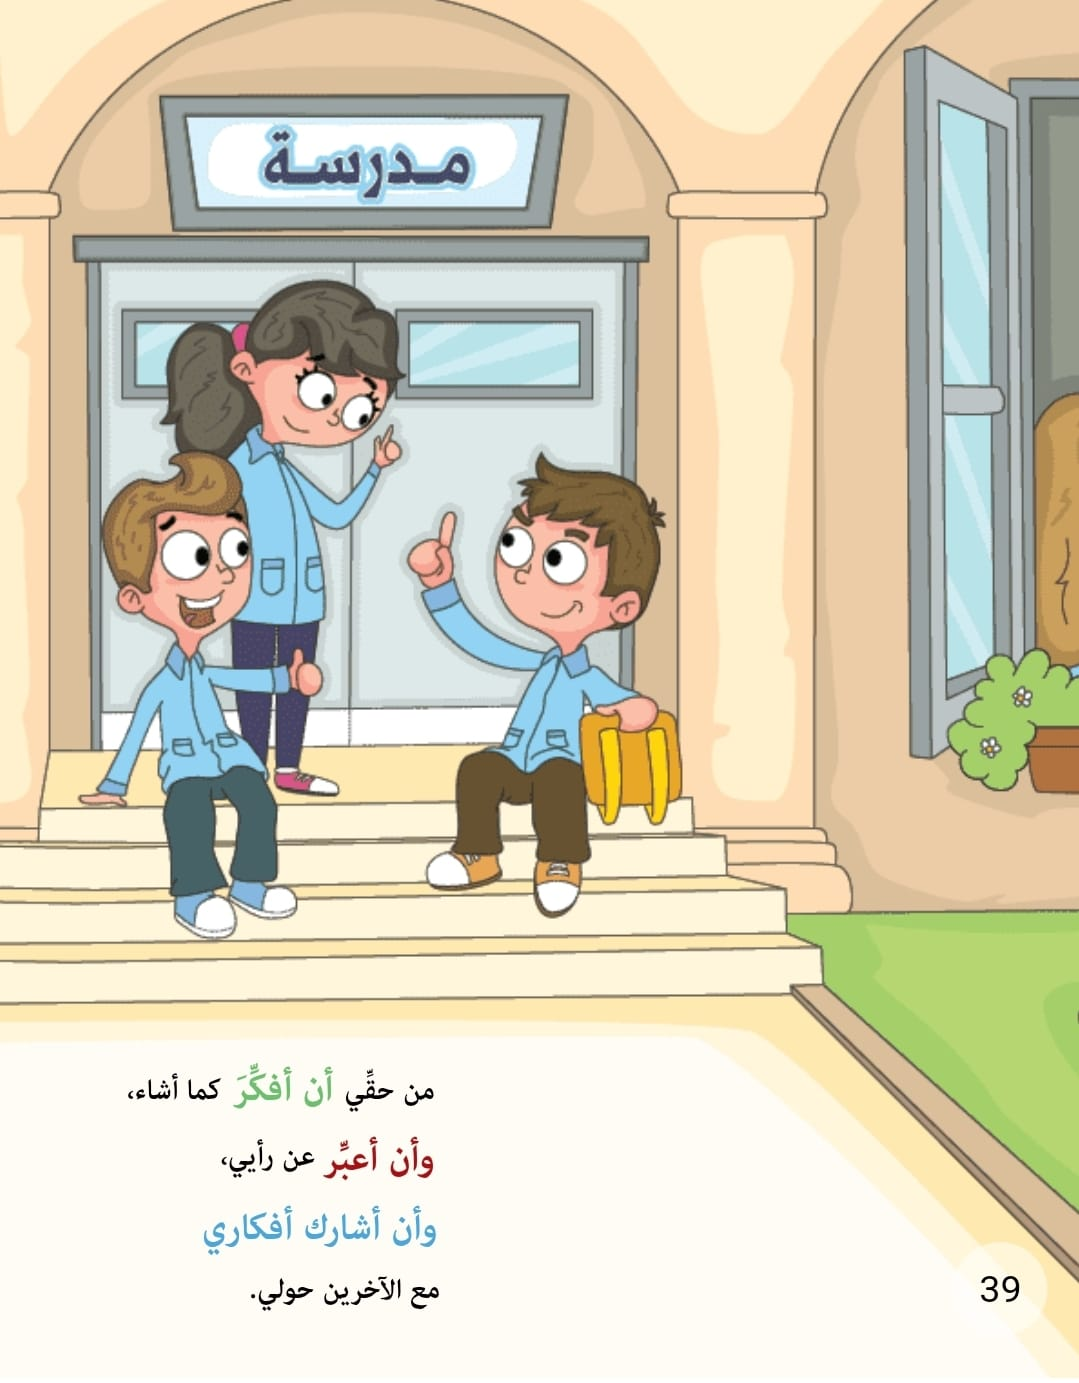 مدرسة
من حقِّي أن أفكِّرَ كما أشاء،
وأن أعبِّر عن رأيي،
وأن أشارك أفكاري
مع الآخرين حولي.
39